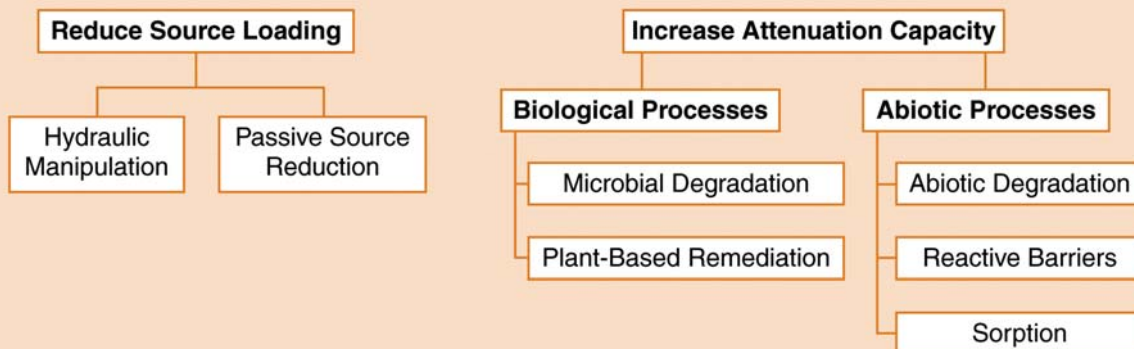 Reduce Source Loading
Hydraulic
Manipulation
Passive Source
Reduction
Increase Attenuation Capacity
Biological Processes
Microbial Degradation
Plant-Based Remediation
Abiotic Processes
Abiotic Degradation
Reactive Barriers
Sorption